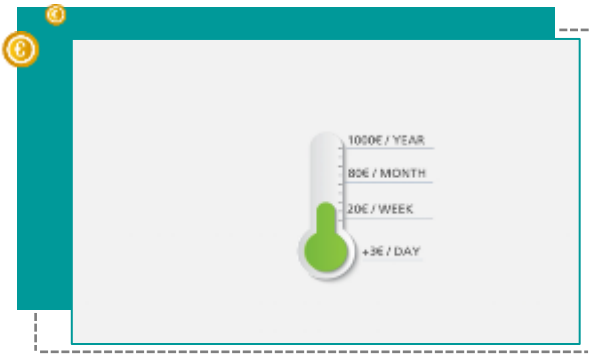 1000€ / YEAR
80€ / MONTH
20€ / WEEK
+3€ / DAY